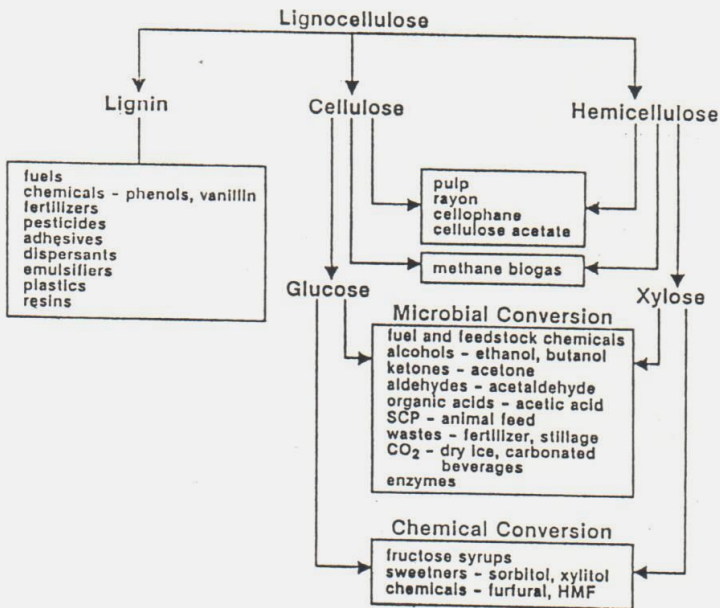 Lignocellulose
Lignin
Cellulose
Hemicellulose
fuels
chemicals - phenols, vanillin
fertilizers
pesticides
adhesives
dispersants
emulsifiers
plastics
resins
pulp
rayon
cellophane
cellulose acetate
methane biogas
Glucose
Xylose
Microbial Conversion
fuel and feedstock chemicals
alcohols - ethanol, butanol
ketones - acetone
aldehydes - acetaldehyde
organic acids - acetic acid
SCP - animal feed
wastes - fertilizer, stillage
CO₂ - dry ice, carbonated
beverages
enzymes
Chemical Conversion
fructose syrups
sweetners - sorbitol, xylitol
chemicals - furfural, HMF